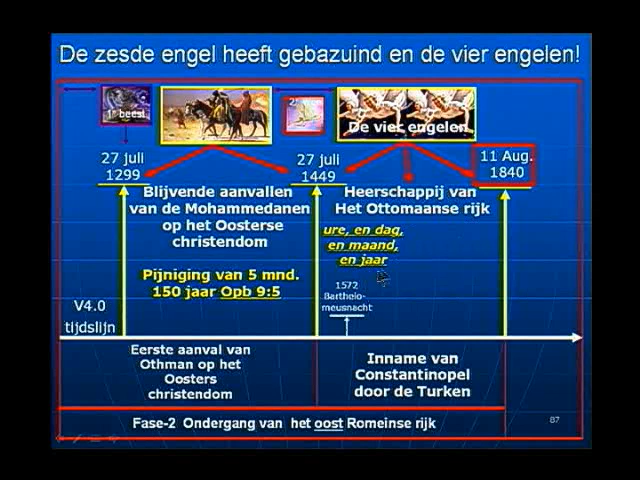 De zesde engel heeft gebazuind en de vier engelen!
1e beest
2
De vier engelen
27 juli
1299
27 juli
1449
11 Aug.
1840
Blijvende aanvallen
van de Mohammedanen
op het Oosterse
christendom
Heerschappij van
Het Ottomaanse rijk
ure, en dag,
en maand,
en jaar
Pijniging van 5 mnd.
150 jaar Opb 9:5
1572
Bartholo-
meusnacht
V4.0
tijdslijn
Eerste aanval van
Othman op het
Oosters
christendom
Inname van
Constantinopel
door de Turken
Fase-2 Ondergang van het oost Romeinse rijk
87